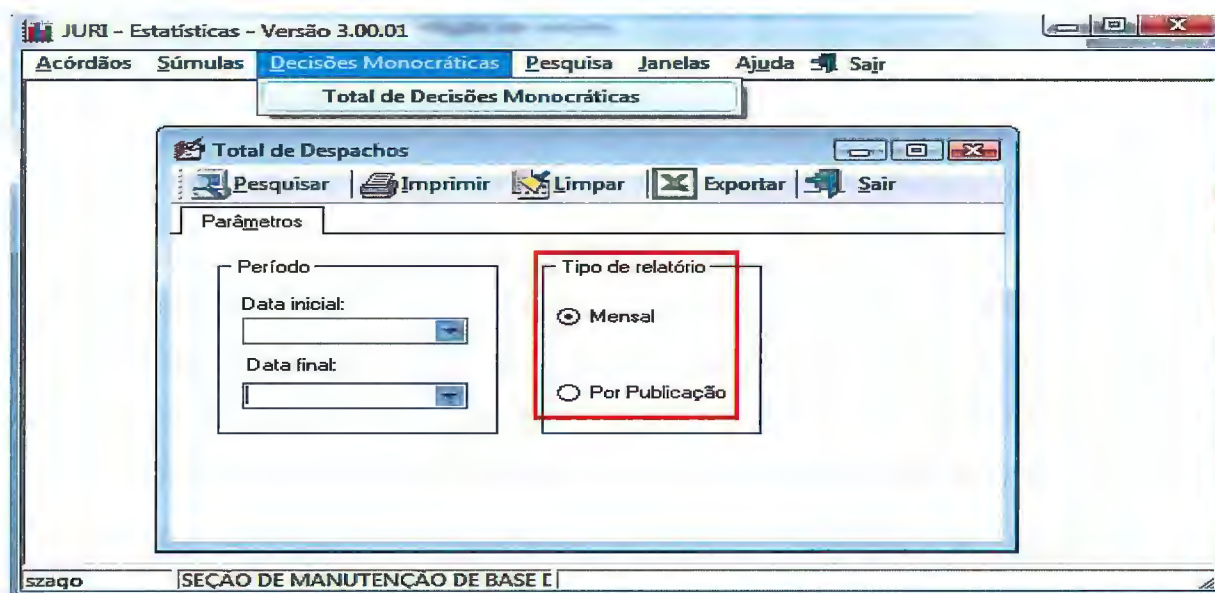 JURI - Estatísticas - Versão 3.00.01
Acórdãos Súmulas Decisões Monocráticas Pesquisa Janelas Ajuda Sair
Total de Decisões Monocráticas
Total de Despachos
Pesquisar Imprimir Limpar Exportar Sair
Parâmetros
Período
Data inicial:
Data final:
Tipo de relatório
Mensal
Por Publicação
szago SEÇÃO DE MANUTENÇÃO DE BASE D